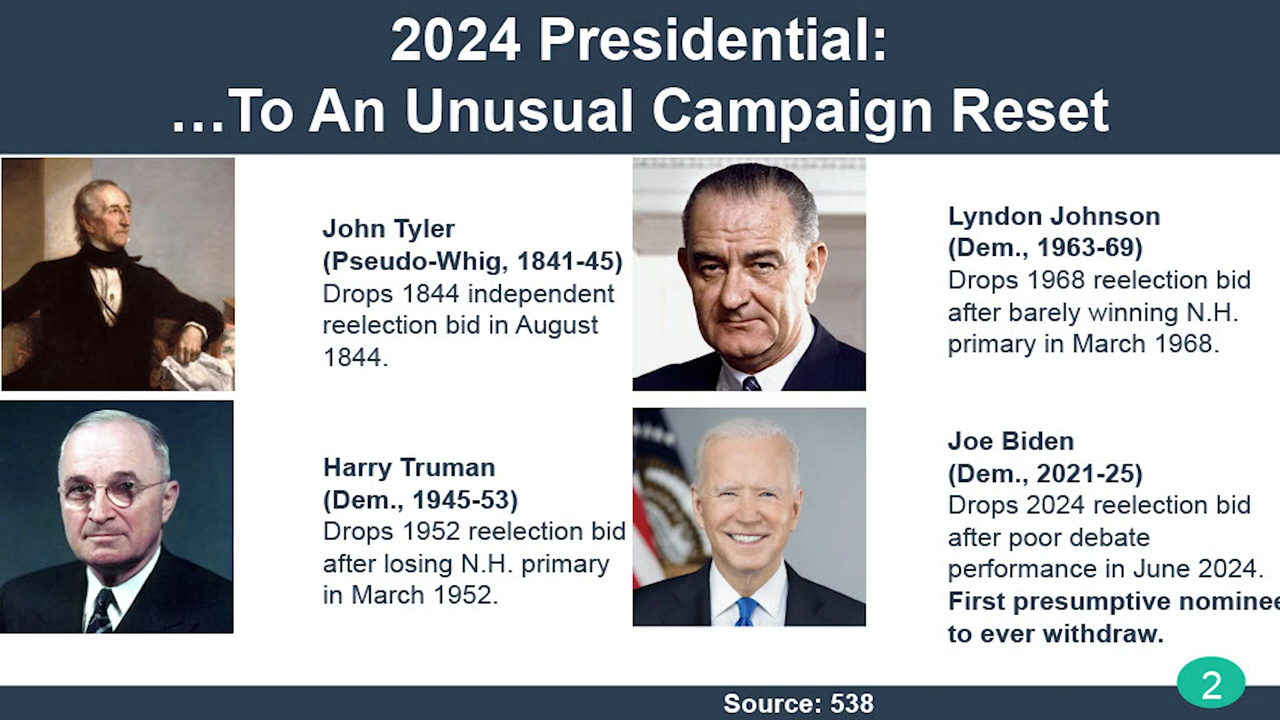 2024 Presidential:
…To An Unusual Campaign Reset
John Tyler
(Pseudo-Whig, 1841-45)
Drops 1844 independent
reelection bid in August
1844.
Lyndon Johnson
(Dem., 1963-69)
Drops 1968 reelection bid
after barely winning N.H.
primary in March 1968.
Harry Truman
(Dem., 1945-53)
Drops 1952 reelection bid
after losing N.H. primary
in March 1952.
Joe Biden
(Dem., 2021-25)
Drops 2024 reelection bid
after poor debate
performance in June 2024.
First presumptive nominee
to ever withdraw.
Source: 538
2